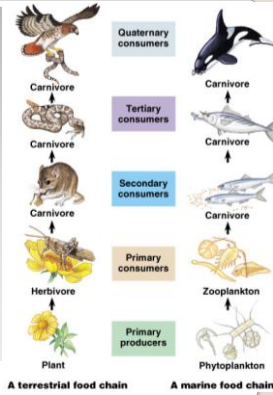 Quaternary
consumers
Carnivore
Carnivore
Tertiary
consumers
Carnivore
Carnivore
Secondary
consumers
Carnivore
Carnivore
Primary
consumers
Herbivore
Zooplankton
Primary
producers
Plant
Phytoplankton
A terrestrial food chain
A marine food chain